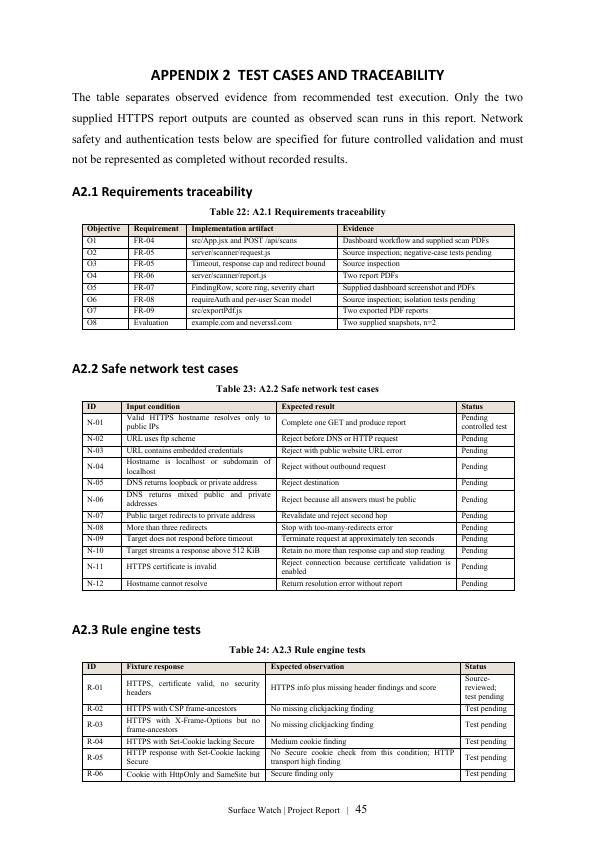 APPENDIX 2 TEST CASES AND TRACEABILITY
The table separates observed evidence from recommended test execution. Only the two
supplied HTTPS report outputs are counted as observed scan runs in this report. Network
safety and authentication tests below are specified for future controlled validation and must
not be represented as completed without recorded results.
A2.1 Requirements traceability
Table 22: A2.1 Requirements traceability
Objective Requirement Implementation artifact Evidence
O1 FR-04 src/App.jsx and POST /api/scans Dashboard workflow and supplied scan PDFs
O2 FR-05 server/scanner/request.js Source inspection; negative-case tests pending
O3 FR-05 Timeout, response cap and redirect bound Source inspection
O4 FR-06 server/scanner/report.js Two report PDFs
O5 FR-07 FindingRow, score ring, severity chart Supplied dashboard screenshot and PDFs
O6 FR-08 requireAuth and per-user Scan model Source inspection; isolation tests pending
O7 FR-09 src/exportPdf.js Two exported PDF reports
O8 Evaluation example.com and neverssl.com Two supplied snapshots, n=2
A2.2 Safe network test cases
Table 23: A2.2 Safe network test cases
ID Input condition Expected result Status
N-01 Valid HTTPS hostname resolves only to public IPs Complete one GET and produce report Pending controlled test
N-02 URL uses ftp scheme Reject before DNS or HTTP request Pending
N-03 URL contains embedded credentials Reject with public website URL error Pending
N-04 Hostname is localhost or subdomain of localhost Reject without outbound request Pending
N-05 DNS returns loopback or private address Reject destination Pending
N-06 DNS returns mixed public and private addresses Reject because all answers must be public Pending
N-07 Public target redirects to private address Revalidate and reject second hop Pending
N-08 More than three redirects Stop with too-many-redirects error Pending
N-09 Target does not respond before timeout Terminate request at approximately ten seconds Pending
N-10 Target streams a response above 512 KiB Retain no more than response cap and stop reading Pending
N-11 HTTPS certificate is invalid Reject connection because certificate validation is enabled Pending
N-12 Hostname cannot resolve Return resolution error without report Pending
A2.3 Rule engine tests
Table 24: A2.3 Rule engine tests
ID Fixture response Expected observation Status
R-01 HTTPS, certificate valid, no security headers HTTPS info plus missing header findings and score Source-reviewed; test pending
R-02 HTTPS with CSP frame-ancestors No missing clickjacking finding Test pending
R-03 HTTPS with X-Frame-Options but no frame-ancestors No missing clickjacking finding Test pending
R-04 HTTPS with Set-Cookie lacking Secure Medium cookie finding Test pending
R-05 HTTP response with Set-Cookie lacking Secure No Secure cookie check from this condition; HTTP transport high finding Test pending
R-06 Cookie with HttpOnly and SameSite but Secure finding only Test pending
Surface Watch | Project Report | 45